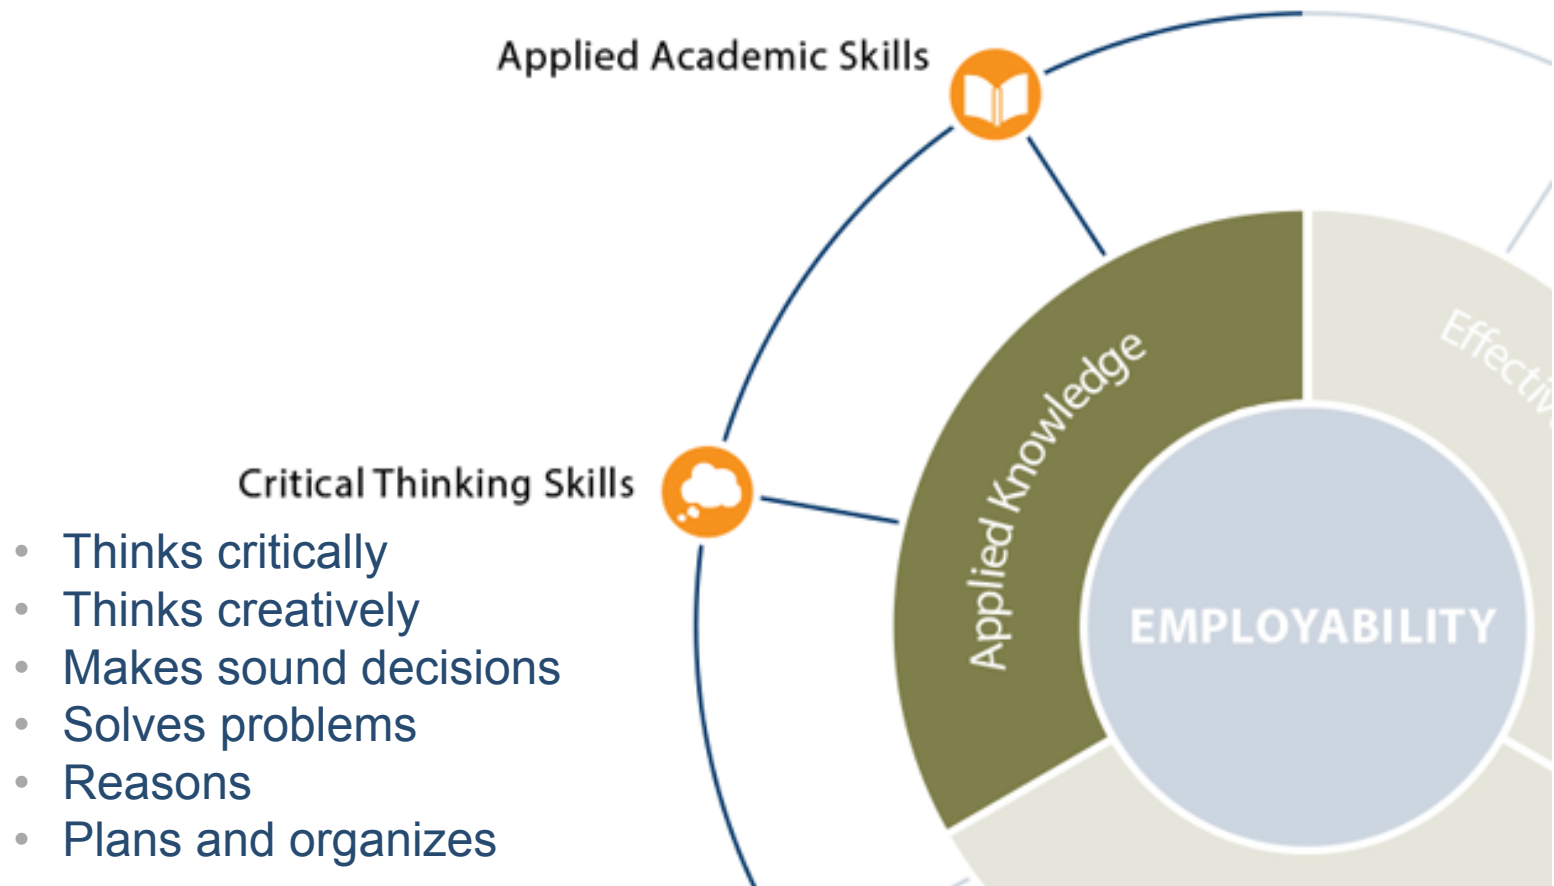 Applied Academic Skills
Critical Thinking Skills
• Thinks critically
• Thinks creatively
• Makes sound decisions
• Solves problems
• Reasons
• Plans and organizes
Applied Knowledge
Effectiv
EMPLOYABILITY